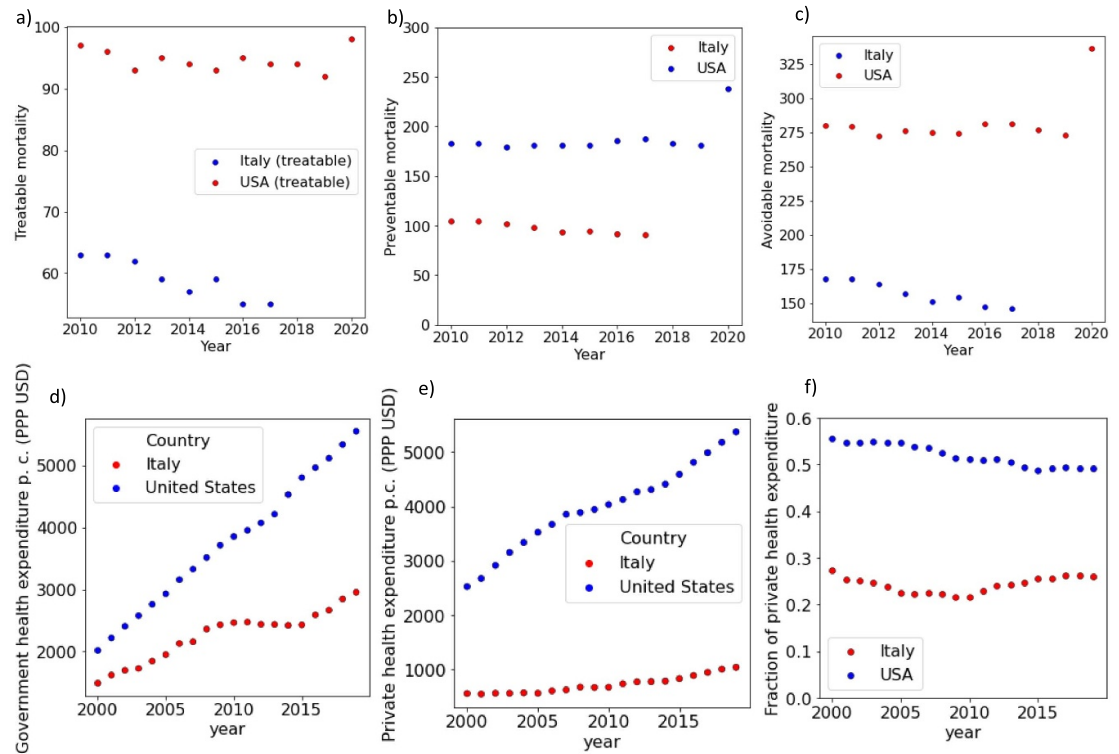 a)
Treatable mortality
100
90
80
70
60
Italy (treatable)
USA (treatable)
2010 2012 2014 2016 2018 2020
Year
b)
Preventable mortality
300
250
200
150
100
50
0
Italy
USA
2010 2012 2014 2016 2018 2020
Year
c)
Avoidable mortality
325
300
275
250
225
200
175
150
Italy
USA
2010 2012 2014 2016 2018 2020
Year
d)
Government health expenditure p. c. (PPP USD)
5000
4000
3000
2000
Country
Italy
United States
2000 2005 2010 2015
year
e)
Private health expenditure p.c. (PPP USD)
5000
4000
3000
2000
1000
Country
Italy
United States
2000 2005 2010 2015
year
f)
Fraction of private health expenditure
0.6
0.5
0.4
0.3
0.2
0.1
0.0
Italy
USA
2000 2005 2010 2015
year